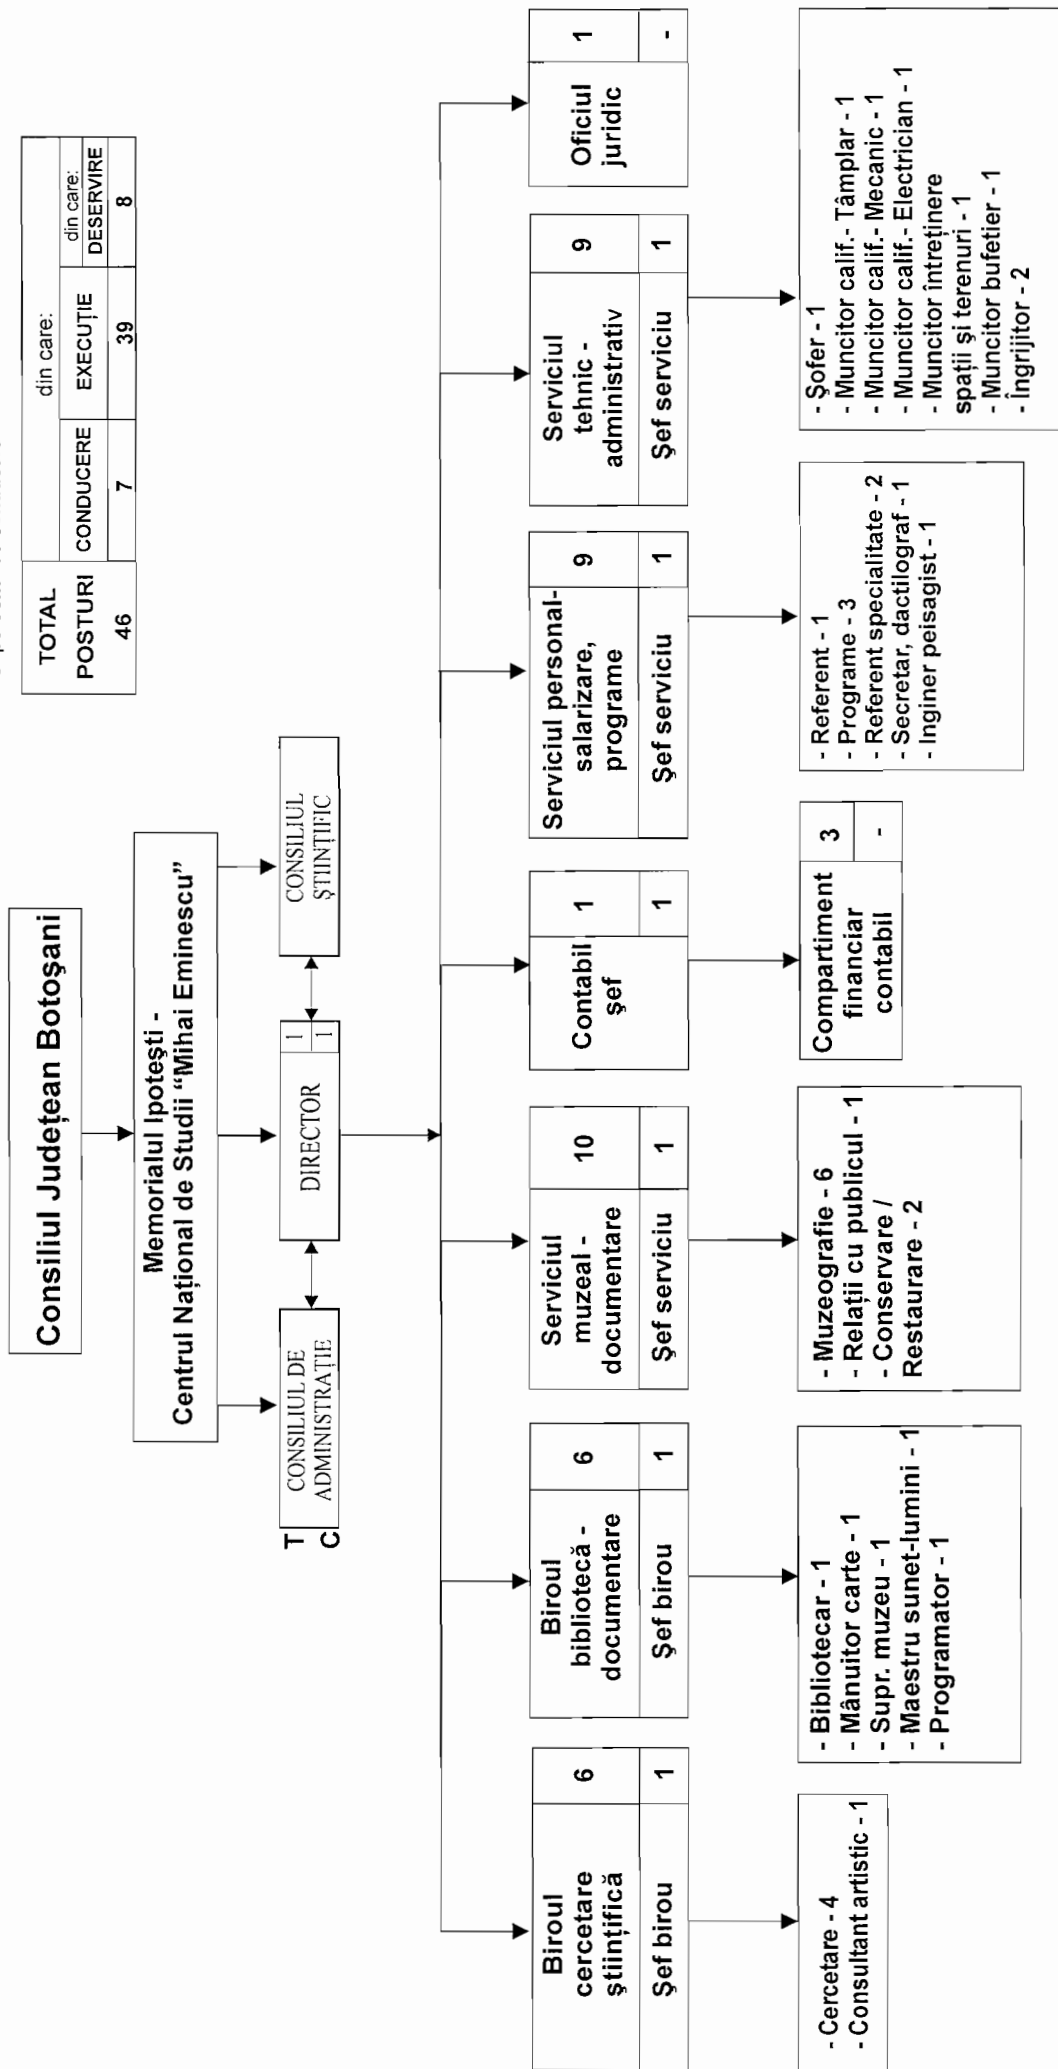 TOTAL
POSTURI
din care:
CONDUCERE
EXECUȚIE
din care:
DESERVIRE
46
7
39
8
Consiliul Județean Botoșani
Memorialul Ipotești -
Centrul Național de Studii "Mihai Eminescu"
T
C
CONSILIUL DE
ADMINISTRAȚIE
DIRECTOR
1
1
CONSILIUL
ȘTIINȚIFIC
Biroul
cercetare
științifică
6
Șef birou
1
Biroul
bibliotecă -
documentare
6
Șef birou
1
Serviciul
muzeal -
documentare
10
Șef serviciu
1
Contabil
șef
1
1
Serviciul personal-
salarizare,
programe
9
Șef serviciu
1
Serviciul
tehnic -
administrativ
9
Șef serviciu
1
Oficiul
juridic
1
-
- Cercetare - 4
- Consultant artistic - 1
- Bibliotecar - 1
- Mânuitor carte - 1
- Supr. muzeu - 1
- Maestru sunet-lumini - 1
- Programator - 1
- Muzeografie - 6
- Relații cu publicul - 1
- Conservare /
Restaurare - 2
Compartiment
financiar
contabil
3
-
- Referent - 1
- Programe - 3
- Referent specialitate - 2
- Secretar, dactilograf - 1
- Inginer peisagist - 1
- Șofer - 1
- Muncitor calif.- Tâmplar - 1
- Muncitor calif.- Mecanic - 1
- Muncitor calif.- Electrician - 1
- Muncitor întreținere
spații și terenuri - 1
- Muncitor bufetier - 1
- Îngrijitor - 2